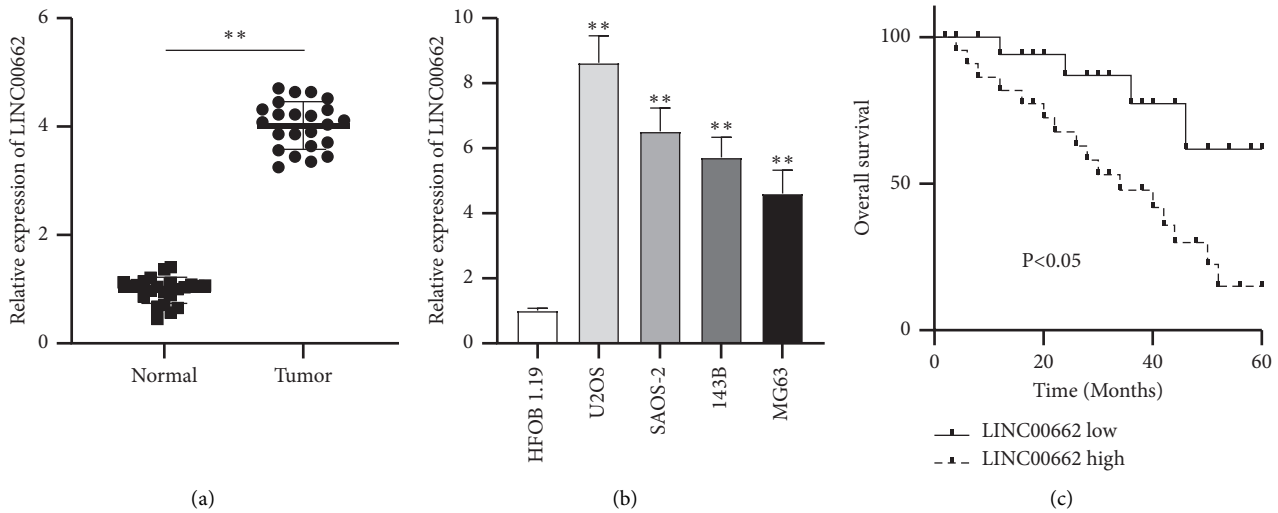 Relative expression of LINC00662
6
4
2
0
**
Normal
Tumor
(a)
Relative expression of LINC00662
10
8
6
4
2
0
**
**
**
**
HFOB 1.19
U2OS
SAOS-2
143B
MG63
(b)
Overall survival
100
50
0
P<0.05
0
20
40
60
Time (Months)
LINC00662 low
LINC00662 high
(c)